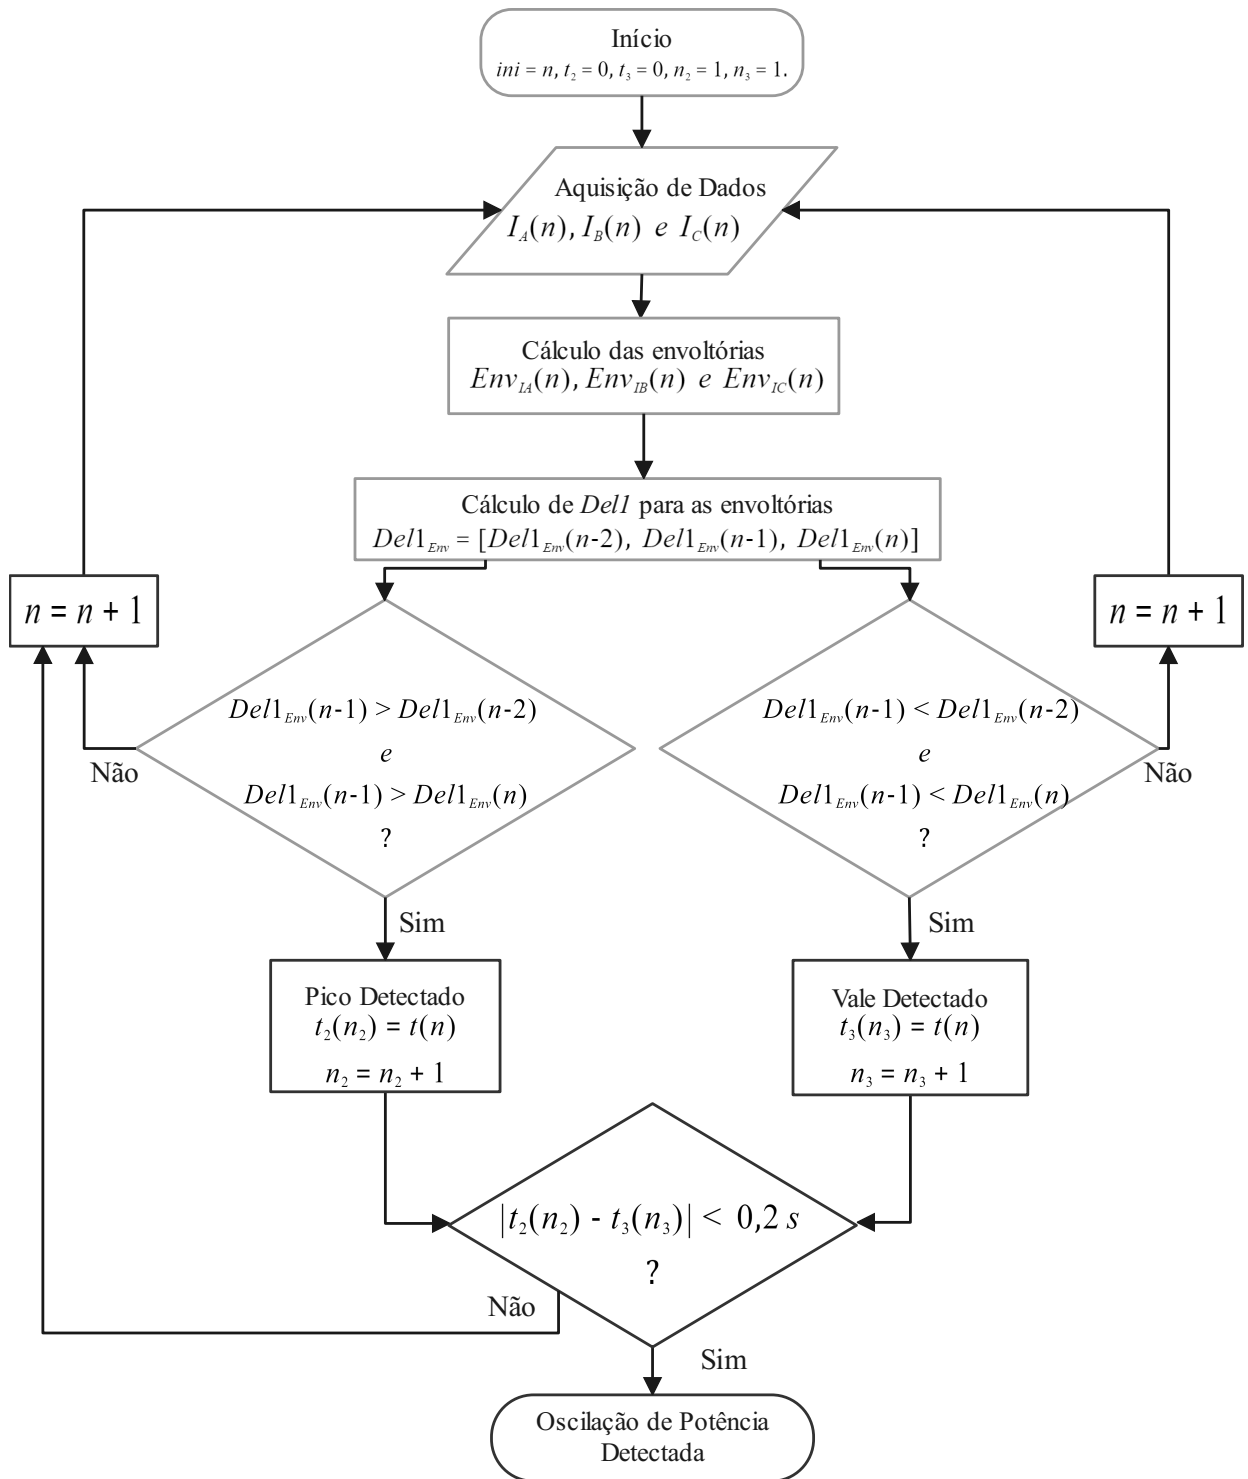 Início
ini = n, t₂ = 0, t₃ = 0, n₂ = 1, n₃ = 1.
Aquisição de Dados
I_A(n), I_B(n) e I_C(n)
Cálculo das envoltórias
Env_IA(n), Env_IB(n) e Env_IC(n)
Cálculo de Del1 para as envoltórias
Del1_Env = [Del1_Env(n-2), Del1_Env(n-1), Del1_Env(n)]
n = n + 1
n = n + 1
Del1_Env(n-1) > Del1_Env(n-2)
e
Del1_Env(n-1) > Del1_Env(n)
?
Não
Del1_Env(n-1) < Del1_Env(n-2)
e
Del1_Env(n-1) < Del1_Env(n)
?
Não
Sim
Sim
Pico Detectado
t₂(n₂) = t(n)
n₂ = n₂ + 1
Vale Detectado
t₃(n₃) = t(n)
n₃ = n₃ + 1
|t₂(n₂) - t₃(n₃)| < 0,2 s
?
Não
Sim
Oscilação de Potência
Detectada